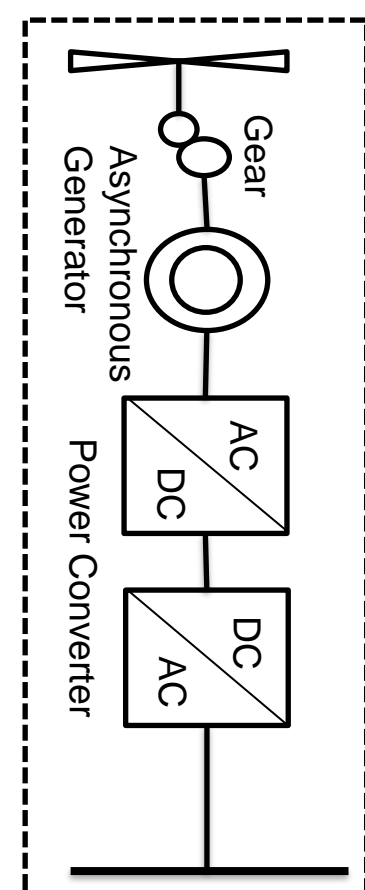 Gear
Asynchronous
Generator
AC
DC
Power Converter
DC
AC